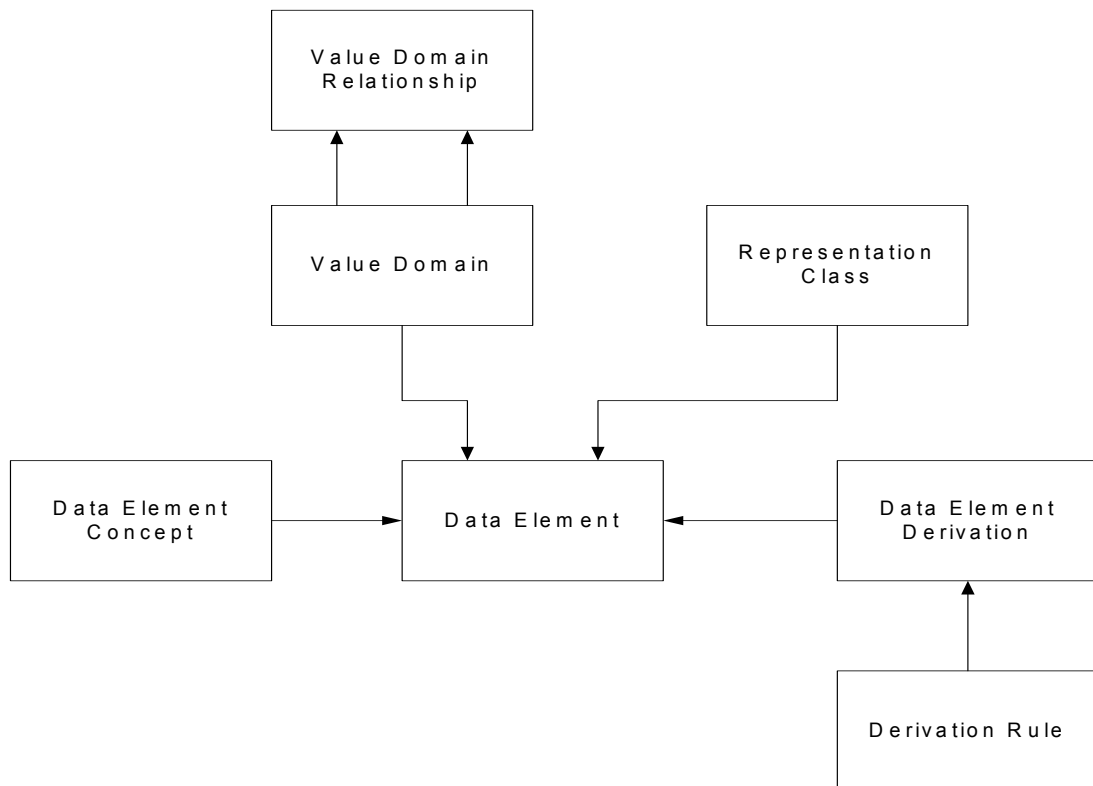 Value Domain
Relationship
Value Domain
Representation
Class
Data Element
Concept
Data Element
Data Element
Derivation
Derivation Rule